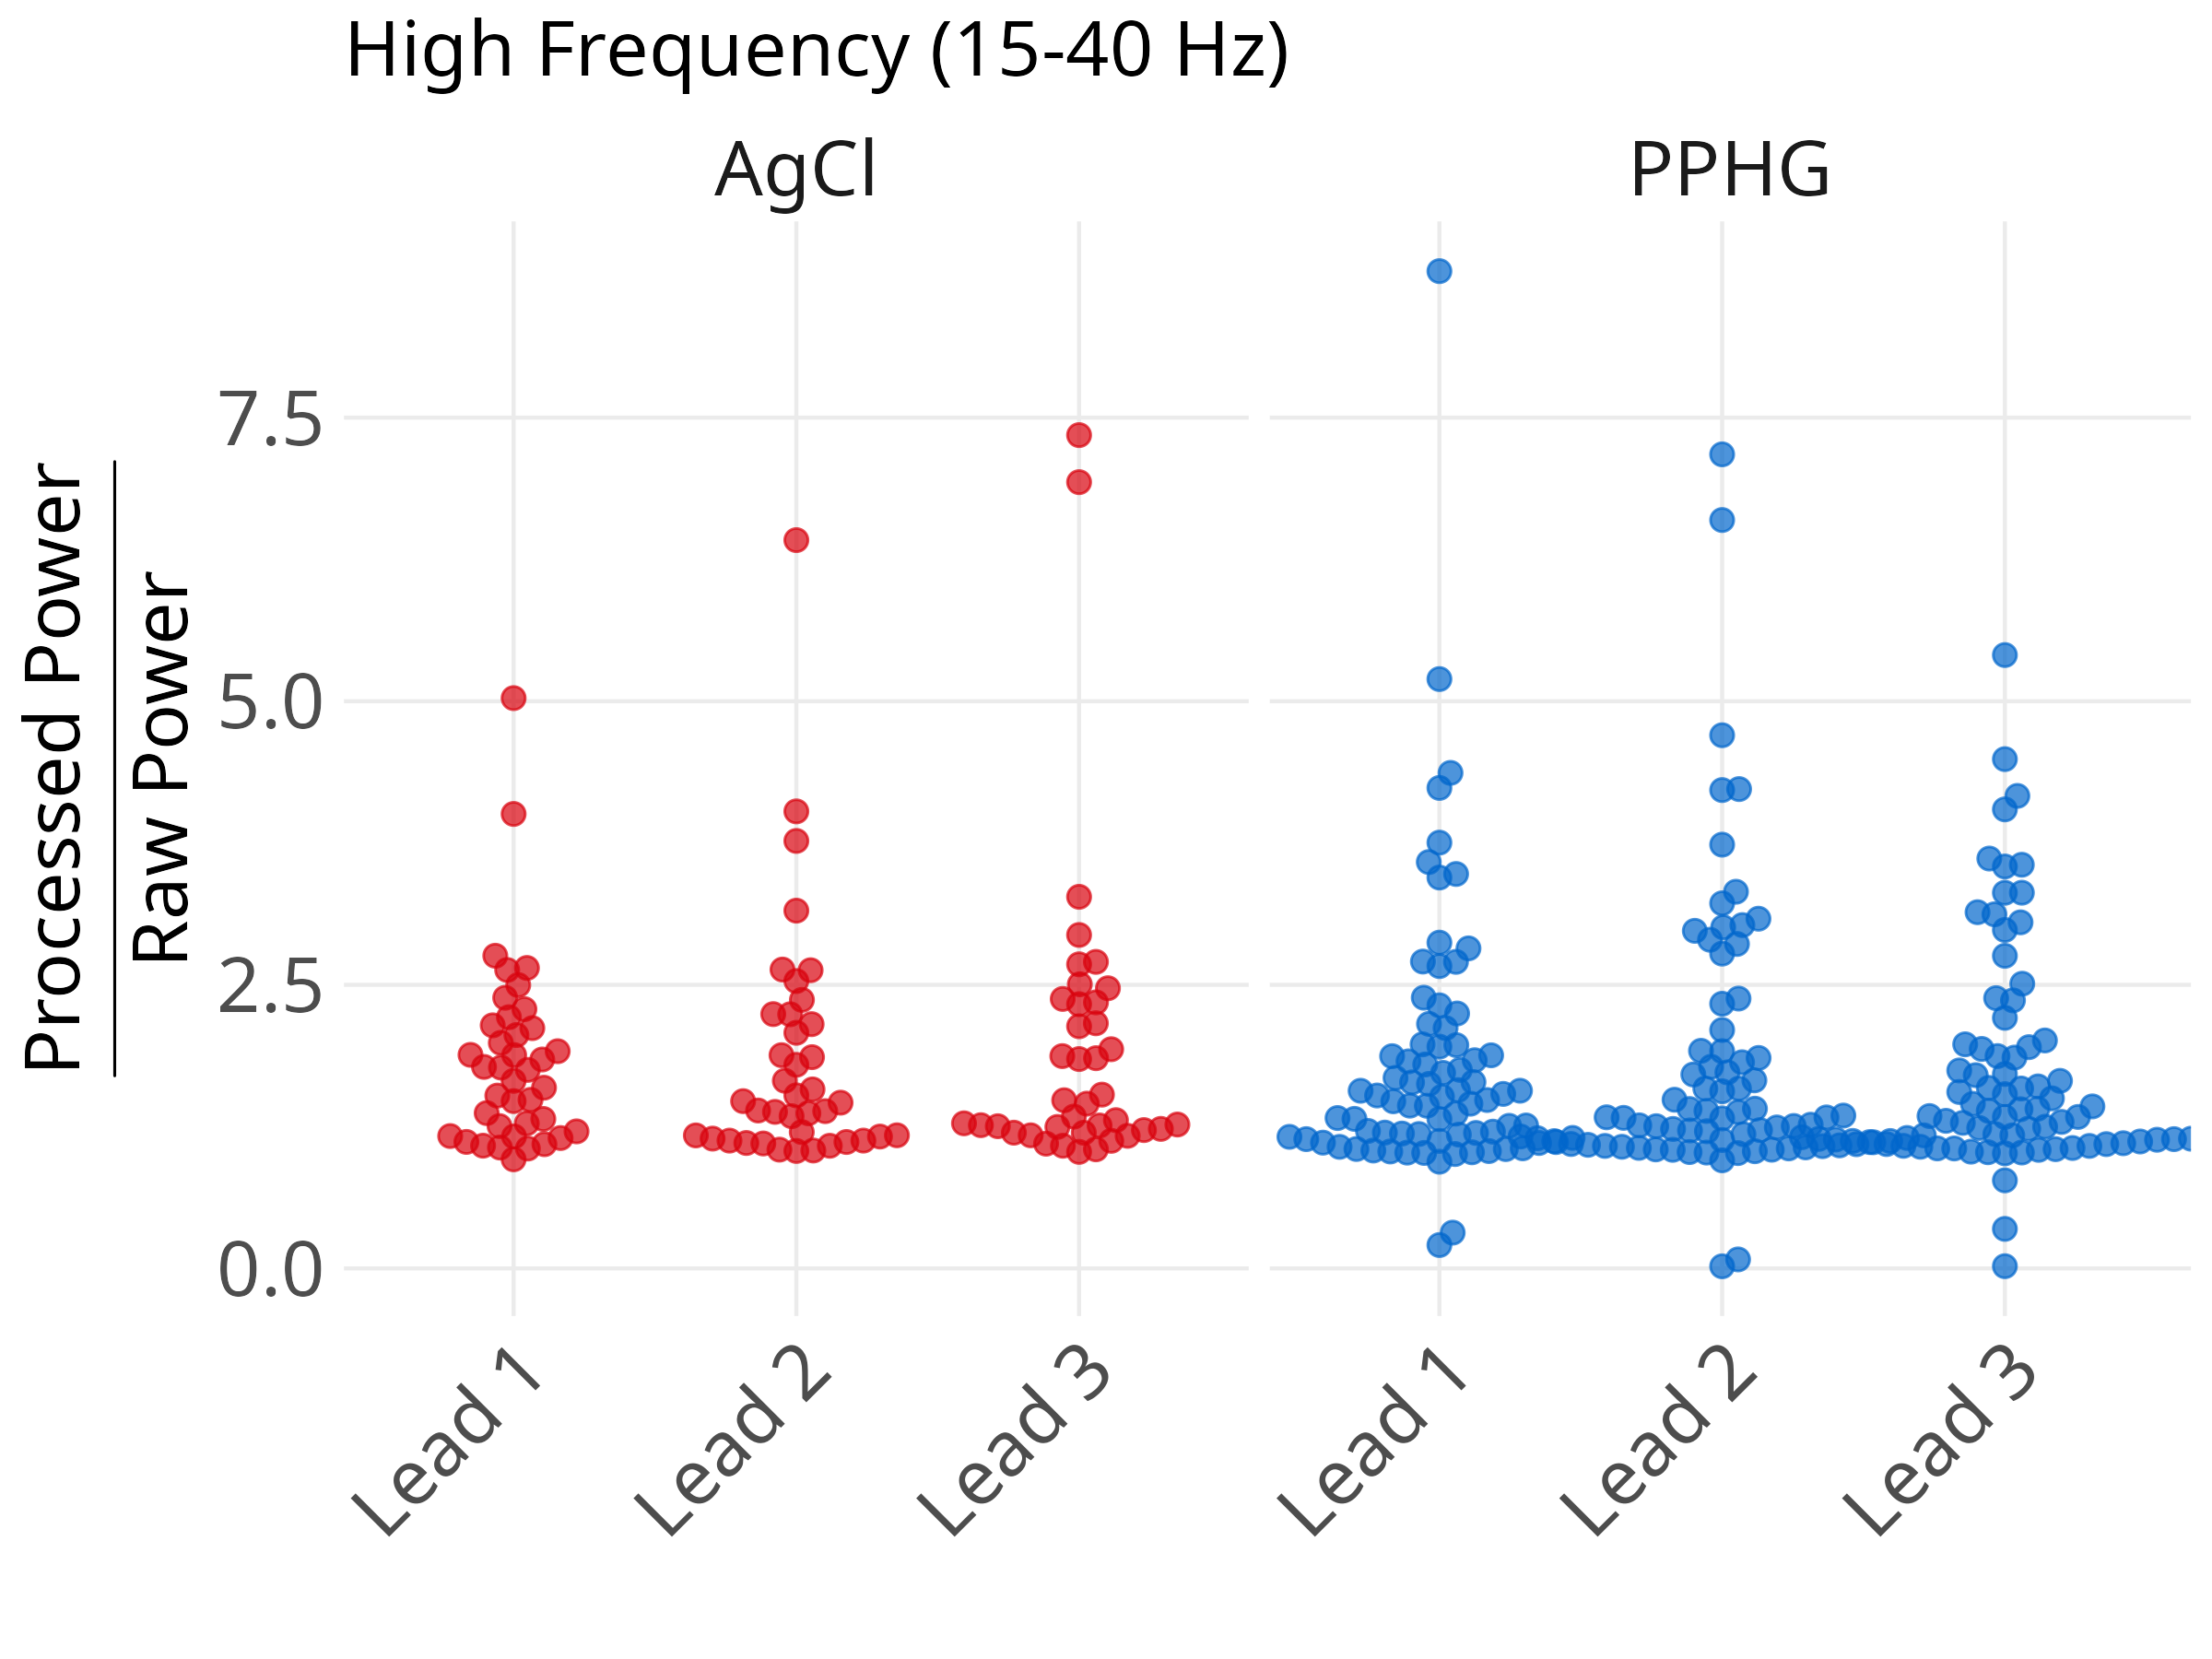 High Frequency (15-40 Hz)
AgCl
PPHG
Processed Power
Raw Power
7.5
5.0
2.5
0.0
Lead 1
Lead 2
Lead 3
Lead 1
Lead 2
Lead 3